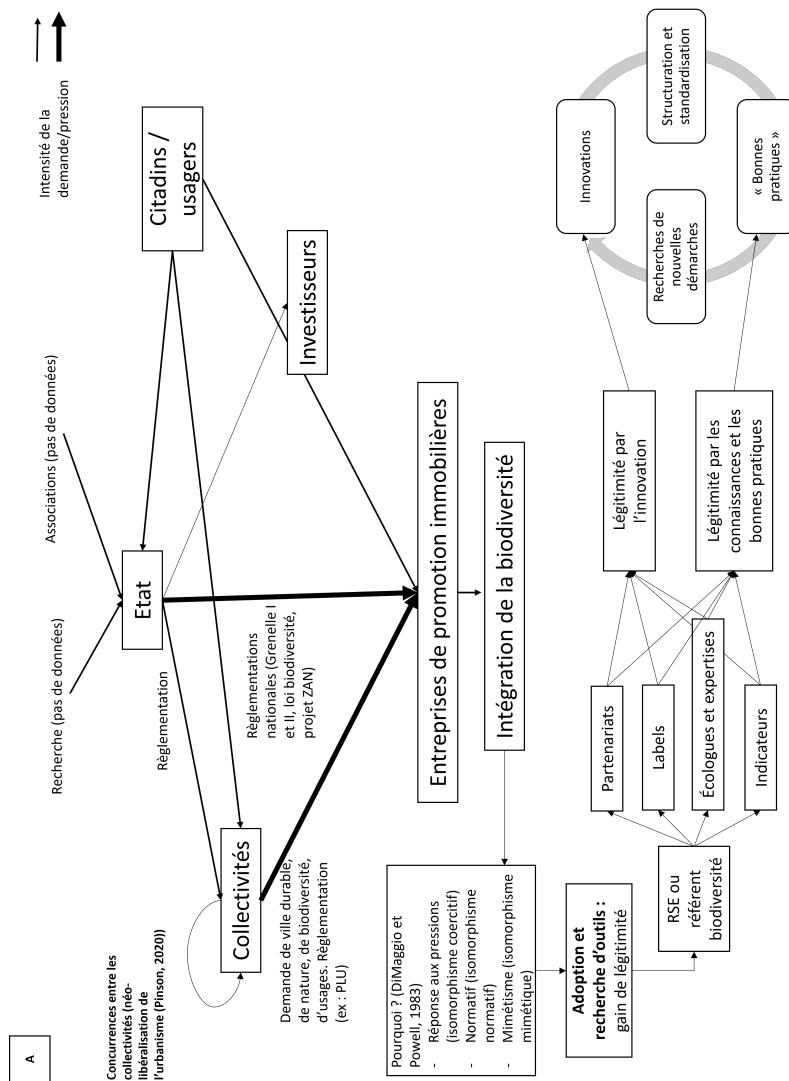 A
Intensité de la
demande/pression
Recherche (pas de données)
Associations (pas de données)
Concurrences entre les
collectivités (néo-
libéralisation de
l'urbanisme (Pinson, 2020))
Etat
Citadins /
usagers
Règlementation
Collectivités
Investisseurs
Demande de ville durable,
de nature, de biodiversité,
d'usages. Règlementation
(ex : PLU)
Règlementations
nationales (Grenelle I
et II, loi biodiversité,
projet ZAN)
Entreprises de promotion immobilières
Intégration de la biodiversité
Pourquoi ? (DiMaggio et
Powell, 1983)
- Réponse aux pressions
(isomorphisme coercitif)
- Normatif (isomorphisme
normatif)
- Mimétisme (isomorphisme
mimétique)
Adoption et
recherche d'outils :
gain de légitimité
RSE ou
référent
biodiversité
Partenariats
Labels
Écologues et expertises
Indicateurs
Légitimité par
l'innovation
Légitimité par les
connaissances et les
bonnes pratiques
Innovations
Recherches de
nouvelles
démarches
Structuration et
standardisation
« Bonnes
pratiques »